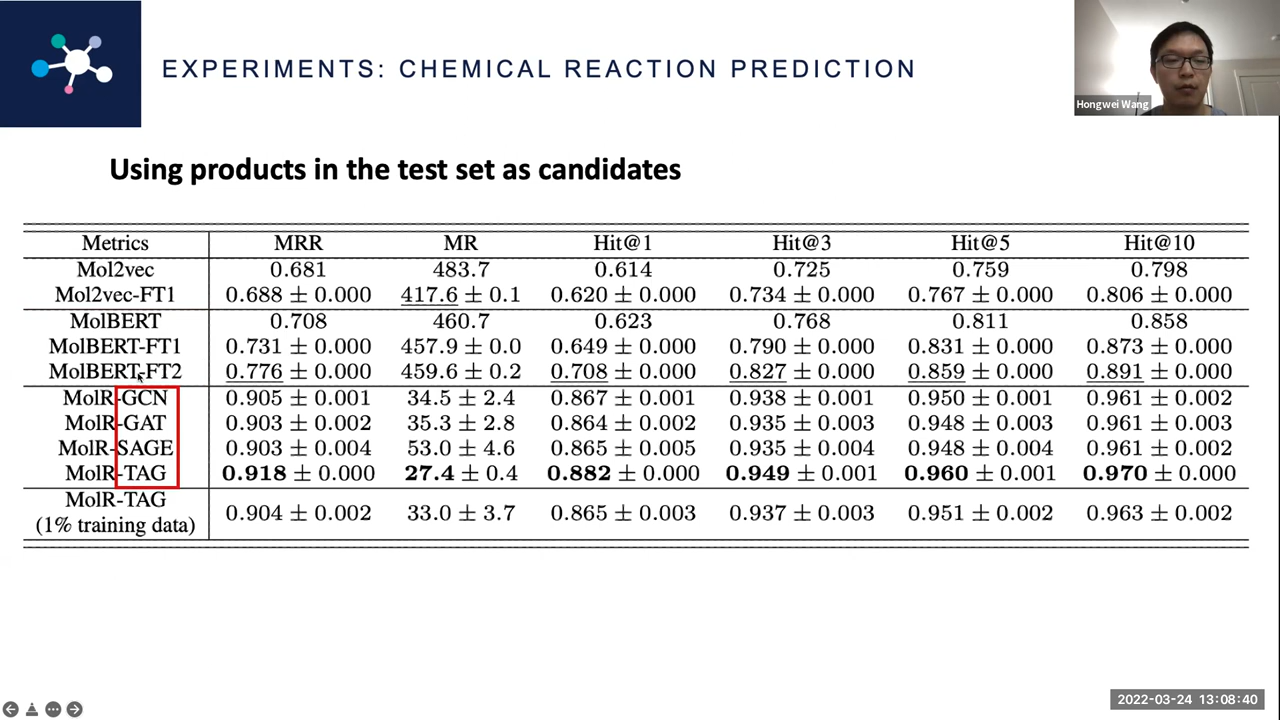 EXPERIMENTS: CHEMICAL REACTION PREDICTION
Hongwei Wang
Using products in the test set as candidates
Metrics MRR MR Hit@1 Hit@3 Hit@5 Hit@10
Mol2vec 0.681 483.7 0.614 0.725 0.759 0.798
Mol2vec-FT1 0.688 ± 0.000 417.6 ± 0.1 0.620 ± 0.000 0.734 ± 0.000 0.767 ± 0.000 0.806 ± 0.000
MolBERT 0.708 460.7 0.623 0.768 0.811 0.858
MolBERT-FT1 0.731 ± 0.000 457.9 ± 0.0 0.649 ± 0.000 0.790 ± 0.000 0.831 ± 0.000 0.873 ± 0.000
MolBERT-FT2 0.776 ± 0.000 459.6 ± 0.2 0.708 ± 0.000 0.827 ± 0.000 0.859 ± 0.000 0.891 ± 0.000
MolR-GCN 0.905 ± 0.001 34.5 ± 2.4 0.867 ± 0.001 0.938 ± 0.001 0.950 ± 0.001 0.961 ± 0.002
MolR-GAT 0.903 ± 0.002 35.3 ± 2.8 0.864 ± 0.002 0.935 ± 0.003 0.948 ± 0.003 0.961 ± 0.003
MolR-SAGE 0.903 ± 0.004 53.0 ± 4.6 0.865 ± 0.005 0.935 ± 0.004 0.948 ± 0.004 0.961 ± 0.002
MolR-TAG 0.918 ± 0.000 27.4 ± 0.4 0.882 ± 0.000 0.949 ± 0.001 0.960 ± 0.001 0.970 ± 0.000
MolR-TAG
(1% training data) 0.904 ± 0.002 33.0 ± 3.7 0.865 ± 0.003 0.937 ± 0.003 0.951 ± 0.002 0.963 ± 0.002
2022-03-24 13:08:40